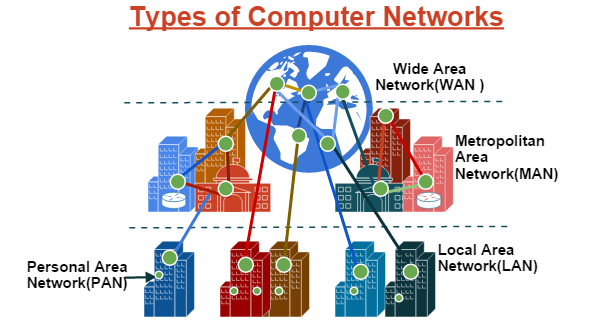 Types of Computer Networks
Wide Area
Network(WAN )
Metropolitan
Area
Network(MAN)
Local Area
Network(LAN)
Personal Area
Network(PAN)